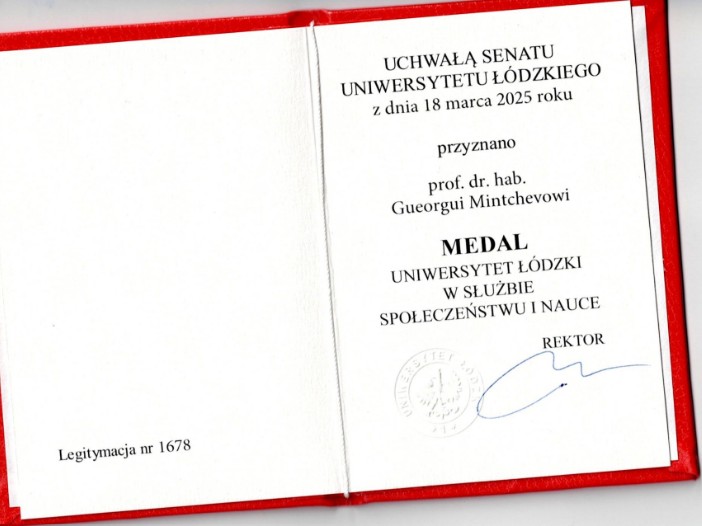 Legitymacja nr 1678
UCHWAŁĄ SENATU
UNIWERSYTETU ŁÓDZKIEGO
z dnia 18 marca 2025 roku
przyznano
prof. dr. hab.
Gueorgui Mintchevowi
MEDAL
UNIWERSYTET ŁÓDZKI
W SŁUŻBIE
SPOŁECZEŃSTWU I NAUCE
REKTOR